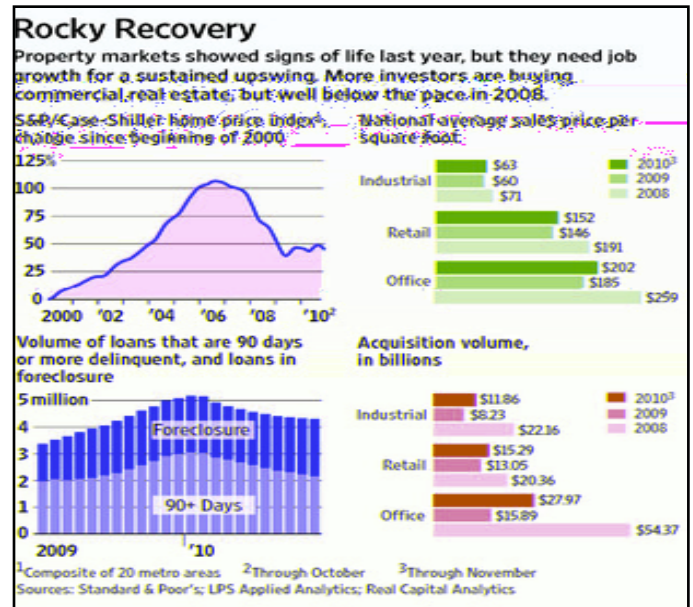 Rocky Recovery
Property markets showed signs of life last year, but they need job
growth for a sustained upswing. More investors are buying
commercial real estate, but well below the pace in 2008.
S&P/Case-Shiller home price index¹,
change since beginning of 2000
125%
100
75
50
25
0
2000 '02 '04 '06 '08 '10²
National average sales price per
square foot
2010³
2009
2008
Industrial
$63
$60
$71
Retail
$152
$146
$191
Office
$202
$185
$259
Volume of loans that are 90 days
or more delinquent, and loans in
foreclosure
5 million
4
3
2
1
0
Foreclosure
90+ Days
2009 '10
Acquisition volume,
in billions
2010³
2009
2008
Industrial
$11.86
$8.23
$22.16
Retail
$15.29
$13.05
$20.36
Office
$27.97
$15.89
$54.37
¹Composite of 20 metro areas ²Through October ³Through November
Sources: Standard & Poor's; LPS Applied Analytics; Real Capital Analytics